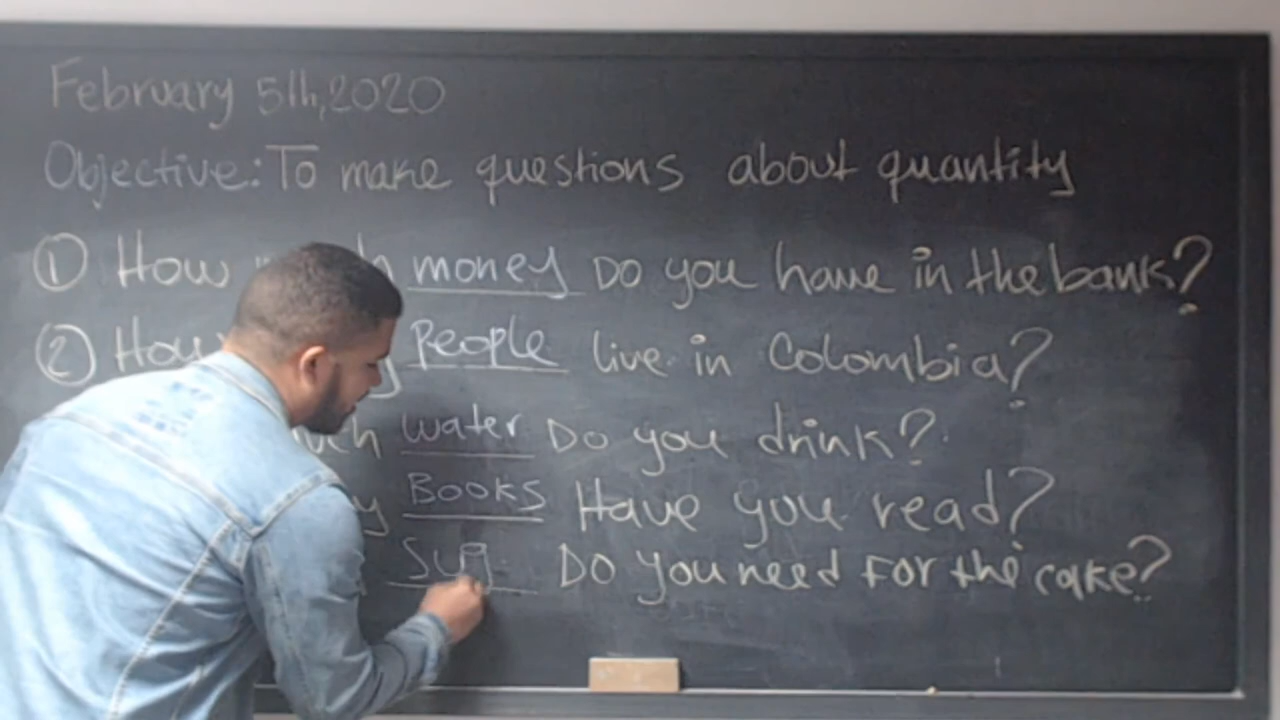 February 5th, 2020
Objective: To make questions about quantity
① How money Do you have in the bank?
② People live in Colombia?
water Do you drink?
Books Have you read?
Sug Do you need for the cake?